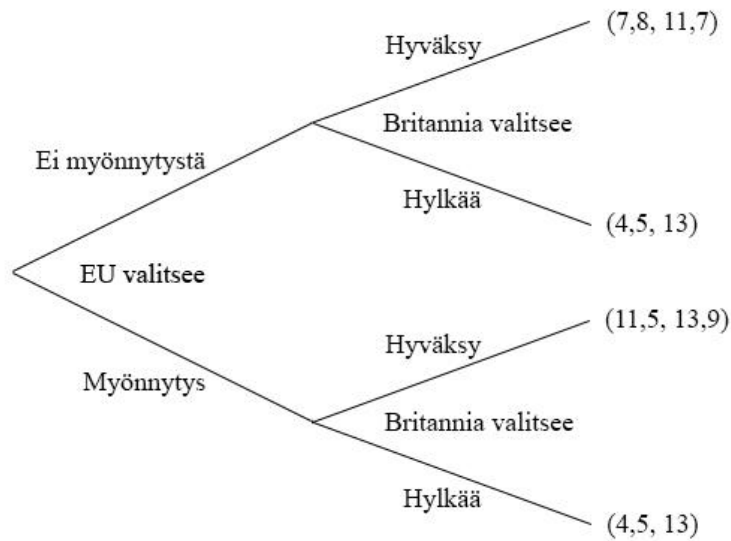 (7,8, 11,7)
Hyväksy
Britannia valitsee
Ei myönnytystä
Hylkää
(4,5, 13)
EU valitsee
(11,5, 13,9)
Hyväksy
Myönnytys
Britannia valitsee
Hylkää
(4,5, 13)